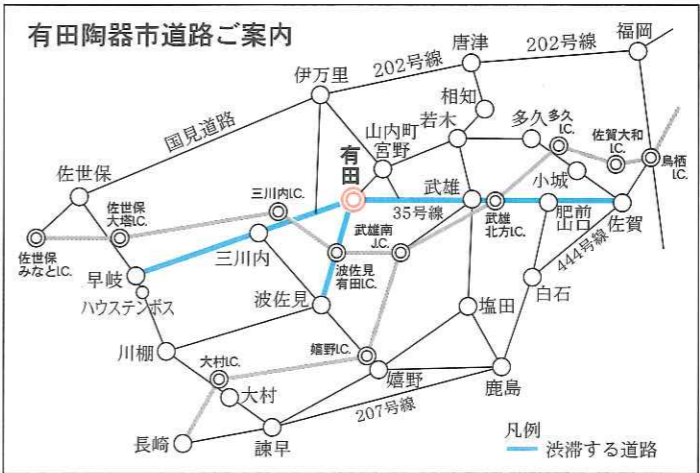 有田陶器市道路ご案内
福岡
唐津
202号線
202号線
伊万里
相知
国見道路
山内町
宮野
若木
多久
多久I.C.
佐賀大和I.C.
鳥栖I.C.
有田
佐世保
小城
三川内I.C.
武雄
35号線
武雄北方I.C.
肥前山口
佐賀
佐世保大塔I.C.
武雄南J.C.
444号線
佐世保みなとI.C.
三川内
波佐見有田I.C.
早岐
白石
ハウステンボス
波佐見
塩田
川棚
嬉野I.C.
大村I.C.
嬉野
鹿島
大村
207号線
長崎
諫早
凡例
渋滞する道路